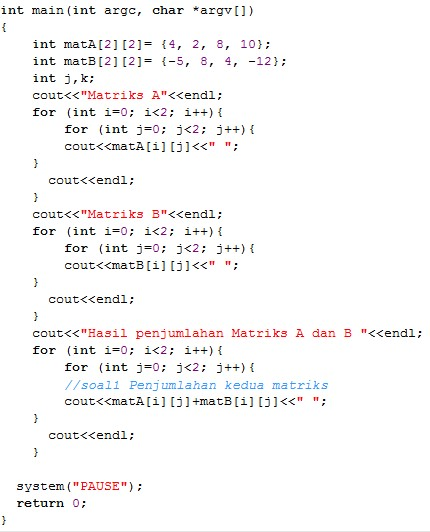 int main(int argc, char *argv[])
{
    int matA[2][2]= {4, 2, 8, 10};
    int matB[2][2]= {-5, 8, 4, -12};
    int j,k;
    cout<<"Matriks A"<<endl;
    for (int i=0; i<2; i++){
        for (int j=0; j<2; j++){
        cout<<matA[i][j]<<" ";
    }
      cout<<endl;
    }
    cout<<"Matriks B"<<endl;
    for (int i=0; i<2; i++){
        for (int j=0; j<2; j++){
        cout<<matB[i][j]<<" ";
    }
      cout<<endl;
    }
    cout<<"Hasil penjumlahan Matriks A dan B "<<endl;
    for (int i=0; i<2; i++){
        for (int j=0; j<2; j++){
        //soal1 Penjumlahan kedua matriks
        cout<<matA[i][j]+matB[i][j]<<" ";
    }
      cout<<endl;
    }

  system("PAUSE");
  return 0;
}